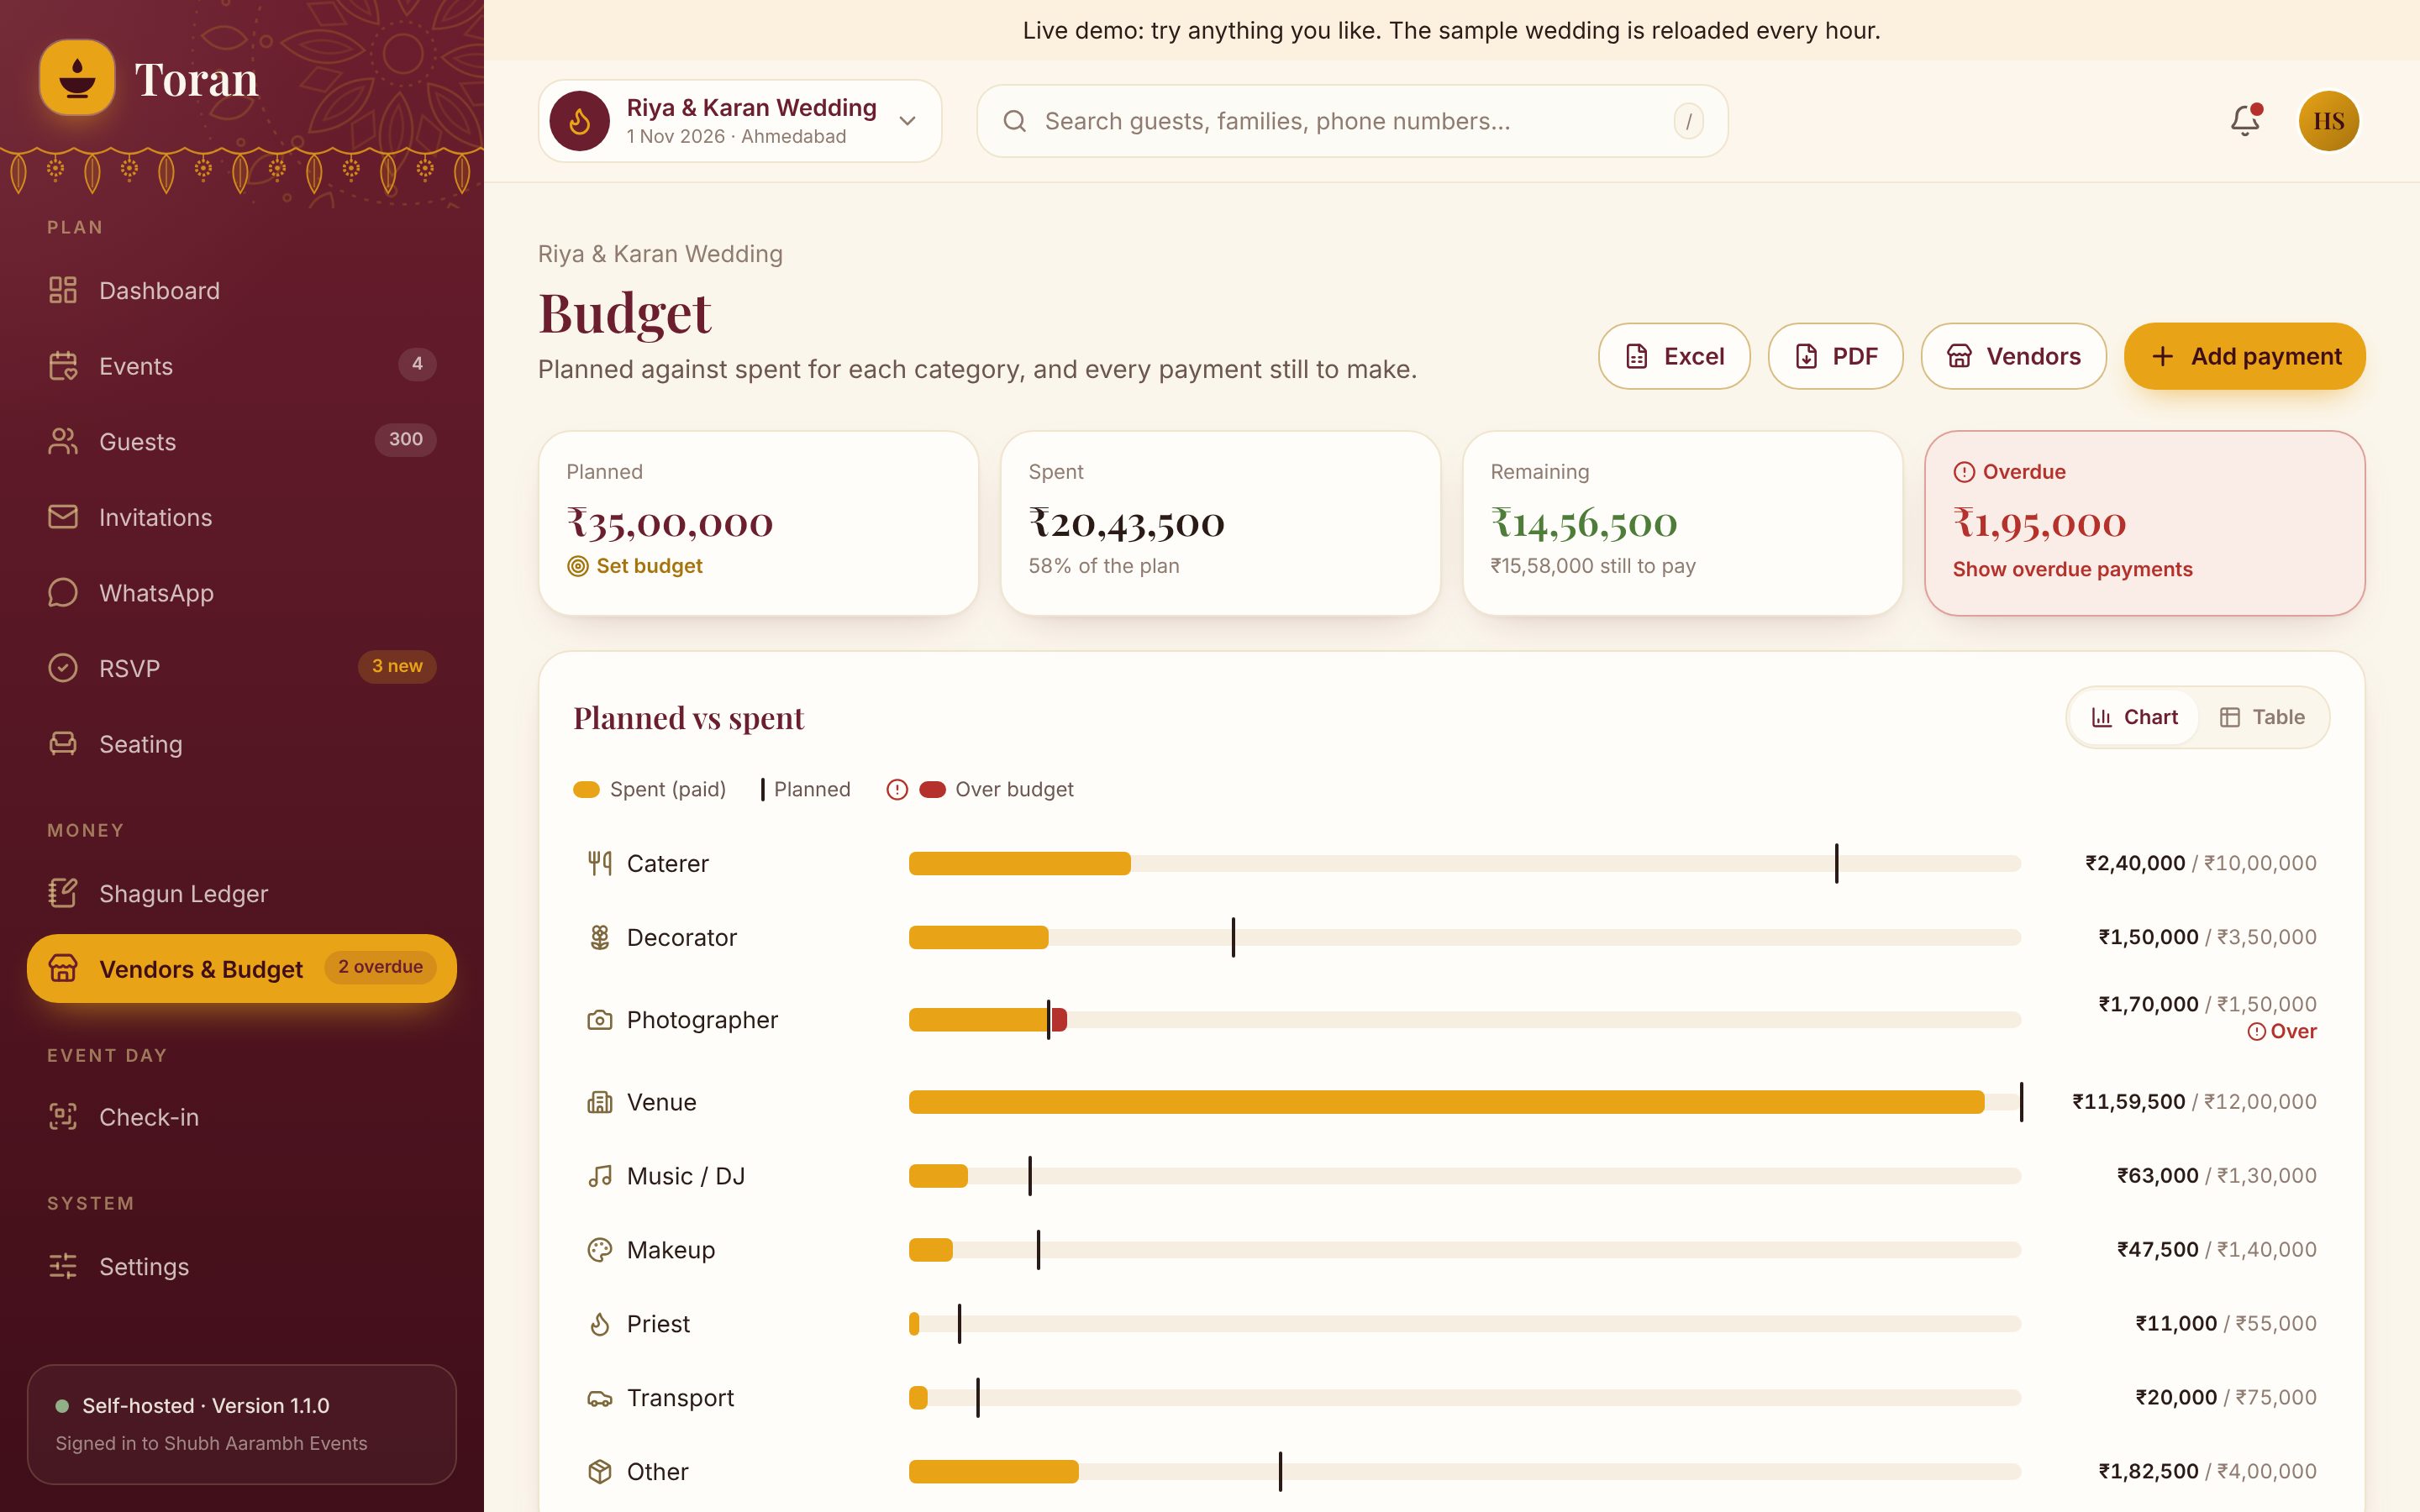 Toran
PLAN
Dashboard
Events 4
Guests 300
Invitations
WhatsApp
RSVP 3 new
Seating
MONEY
Shagun Ledger
Vendors & Budget 2 overdue
EVENT DAY
Check-in
SYSTEM
Settings
Self-hosted · Version 1.1.0
Signed in to Shubh Aarambh Events
Live demo: try anything you like. The sample wedding is reloaded every hour.
Riya & Karan Wedding
1 Nov 2026 · Ahmedabad
Search guests, families, phone numbers... /
HS
Riya & Karan Wedding
Budget
Planned against spent for each category, and every payment still to make.
Excel PDF Vendors Add payment
Planned
₹35,00,000
Set budget
Spent
₹20,43,500
58% of the plan
Remaining
₹14,56,500
₹15,58,000 still to pay
Overdue
₹1,95,000
Show overdue payments
Planned vs spent
Chart Table
Spent (paid) Planned Over budget
Caterer ₹2,40,000 / ₹10,00,000
Decorator ₹1,50,000 / ₹3,50,000
Photographer ₹1,70,000 / ₹1,50,000
Over
Venue ₹11,59,500 / ₹12,00,000
Music / DJ ₹63,000 / ₹1,30,000
Makeup ₹47,500 / ₹1,40,000
Priest ₹11,000 / ₹55,000
Transport ₹20,000 / ₹75,000
Other ₹1,82,500 / ₹4,00,000